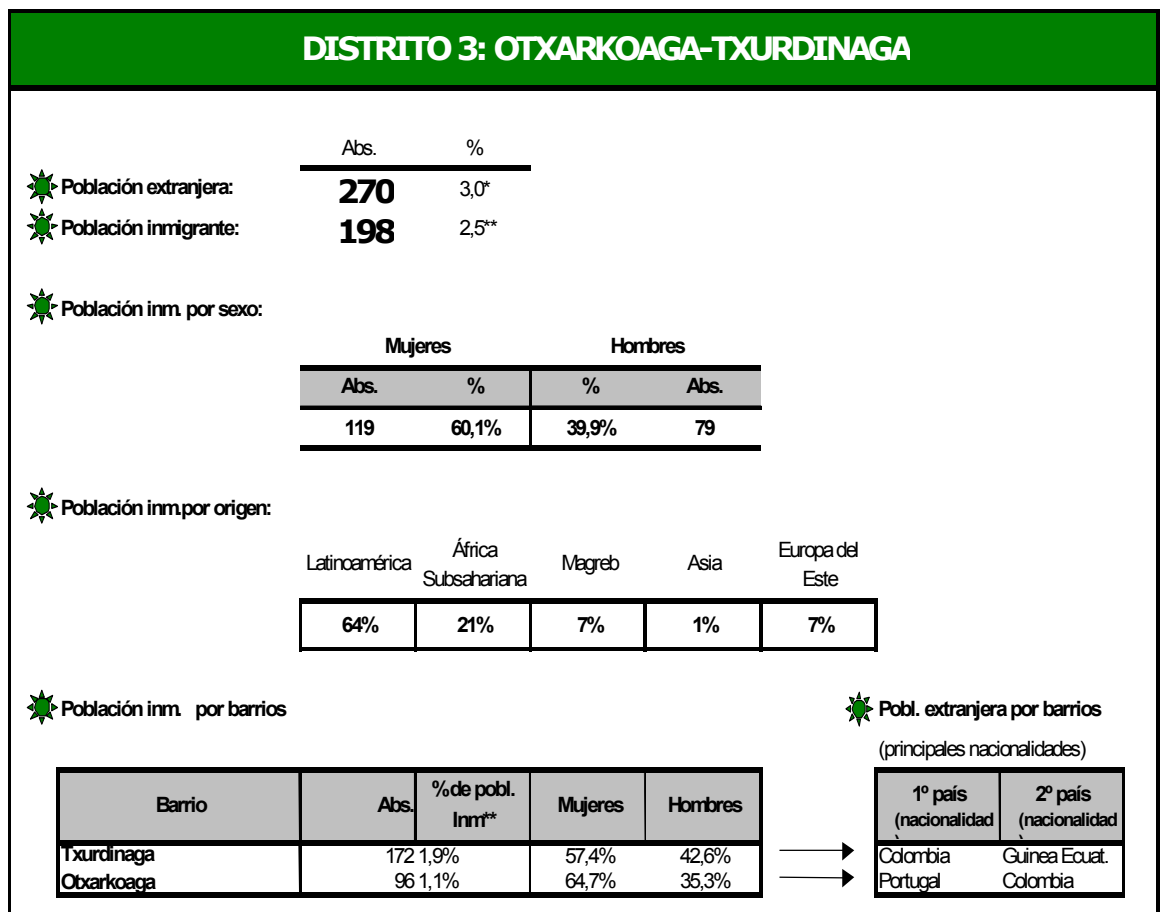 DISTRITO 3: OTXARKOAGA-TXURDINAGA
Abs. %
Población extranjera: 270 3,0*
Población inmigrante: 198 2,5**
Población inm. por sexo:
Mujeres Hombres
Abs. % % Abs.
119 60,1% 39,9% 79
Población inm.por origen:
Latinoamérica África Subsahariana Magreb Asia Europa del Este
64% 21% 7% 1% 7%
Población inm. por barrios Pobl. extranjera por barrios
(principales nacionalidades)
Barrio Abs. % de pobl. Inm** Mujeres Hombres 1º país (nacionalidad 2º país (nacionalidad
Txurdinaga 172 1,9% 57,4% 42,6% Colombia Guinea Ecuat.
Otxarkoaga 96 1,1% 64,7% 35,3% Portugal Colombia